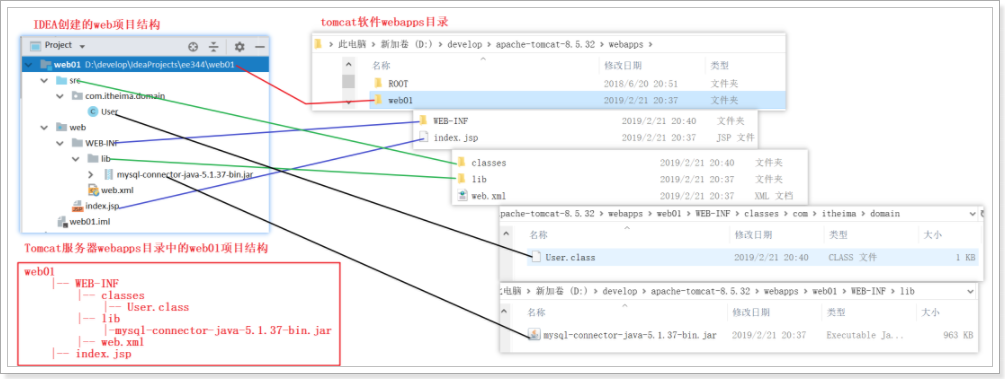 IDEA创建的web项目结构
Project
web01 D:\develop\IdeaProjects\ee344\web01
src
com.itheima.domain
User
web
WEB-INF
lib
mysql-connector-java-5.1.37-bin.jar
web.xml
index.jsp
web01.iml
Tomcat服务器webapps目录中的web01项目结构
web01
|-- WEB-INF
|-- classes
|-- User.class
|-- lib
|-mysql-connector-java-5.1.37-bin.jar
|-- web.xml
|-- index.jsp
tomcat软件webapps目录
› 此电脑 › 新加卷 (D:) › develop › apache-tomcat-8.5.32 › webapps ›
名称 修改日期 类型
ROOT 2018/6/20 20:51 文件夹
web01 2019/2/21 20:37 文件夹
WEB-INF 2019/2/21 20:40 文件夹
index.jsp 2019/2/21 20:37 JSP 文件
classes 2019/2/21 20:40 文件夹
lib 2019/2/21 20:37 文件夹
web.xml 2019/2/21 20:37 XML 文档
apache-tomcat-8.5.32 › webapps › web01 › WEB-INF › classes › com › itheima › domain
名称 修改日期 类型 大小
User.class 2019/2/21 20:40 CLASS 文件 1 KB
电脑 › 新加卷 (D:) › develop › apache-tomcat-8.5.32 › webapps › web01 › WEB-INF › lib
名称 修改日期 类型 大小
mysql-connector-java-5.1.37-bin.jar 2019/2/21 20:37 Executable Ja... 963 KB